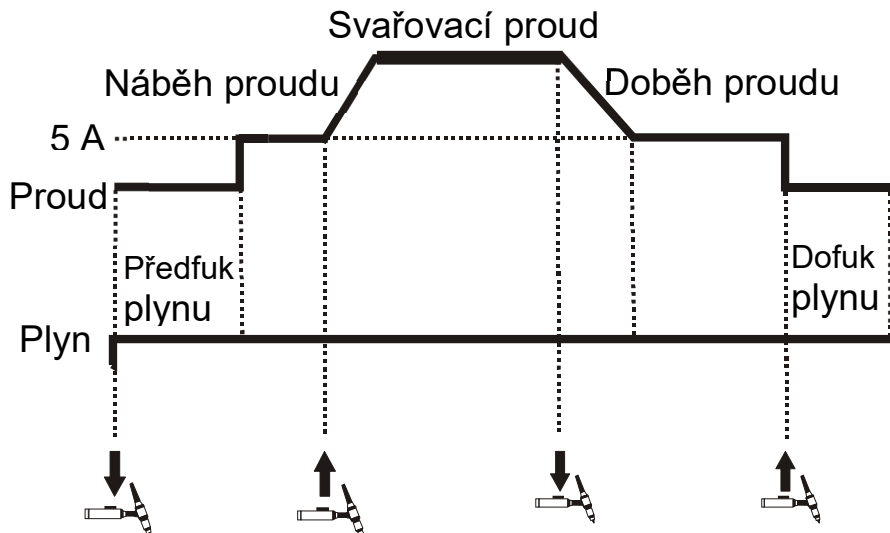 Svařovací proud
Náběh proudu
Doběh proudu
5 A
Proud
Předfuk
plynu
Dofuk
plynu
Plyn